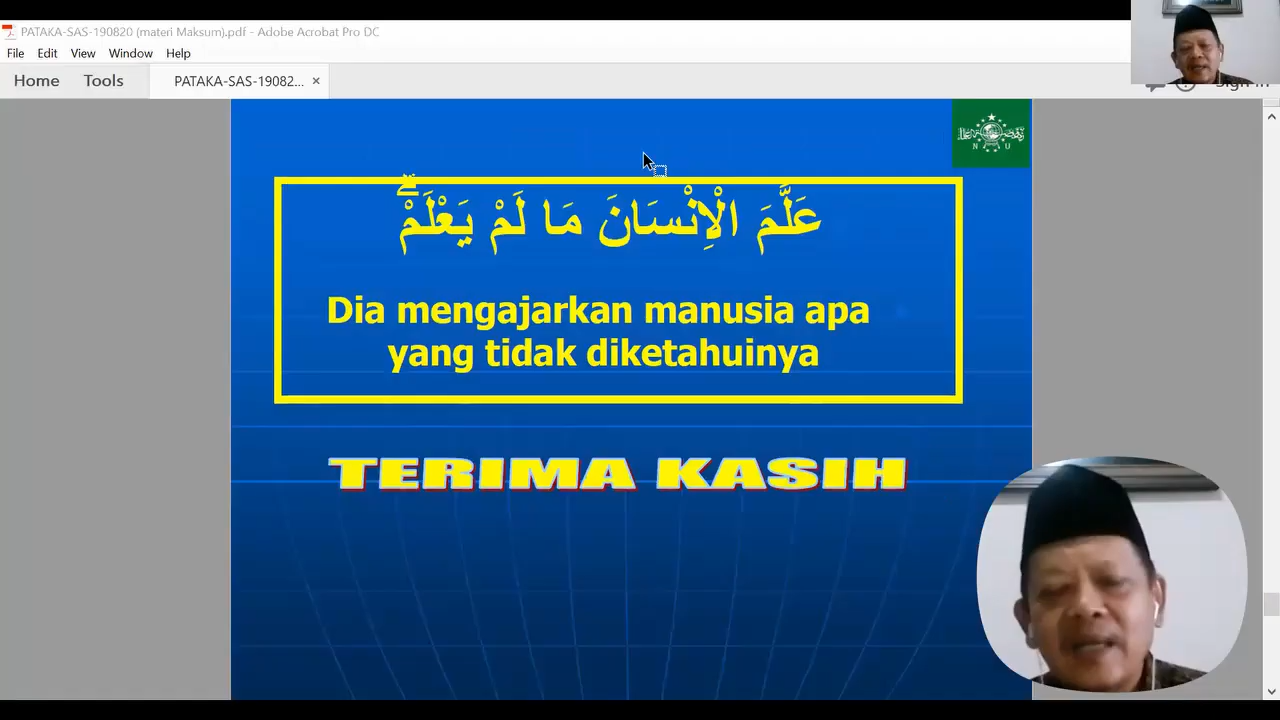 PATAKA-SAS-190820 (materi Maksum).pdf - Adobe Acrobat Pro DC
File Edit View Window Help
Home Tools PATAKA-SAS-19082... ×
عَلَّمَ الْاِنْسَانَ مَا لَمْ يَعْلَمْۗ
Dia mengajarkan manusia apa
yang tidak diketahuinya
TERIMA KASIH
N U